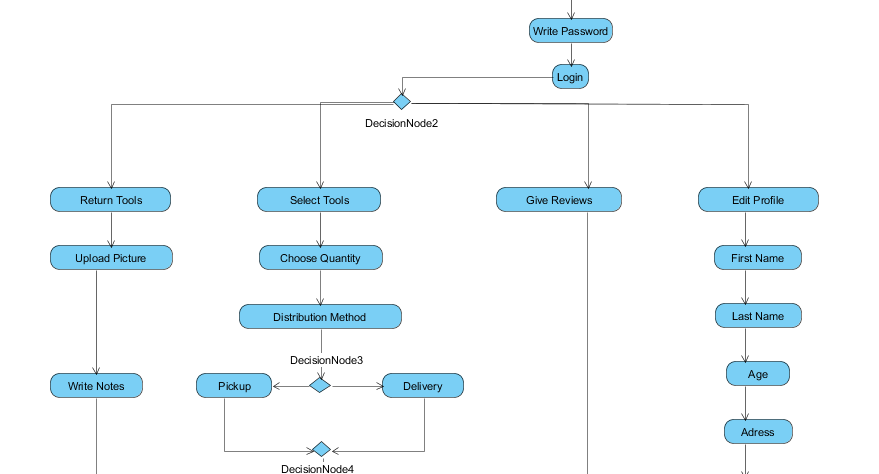 Write Password
Login
DecisionNode2
Return Tools
Select Tools
Give Reviews
Edit Profile
Upload Picture
Choose Quantity
First Name
Distribution Method
Last Name
DecisionNode3
Write Notes
Pickup
Delivery
Age
Adress
DecisionNode4